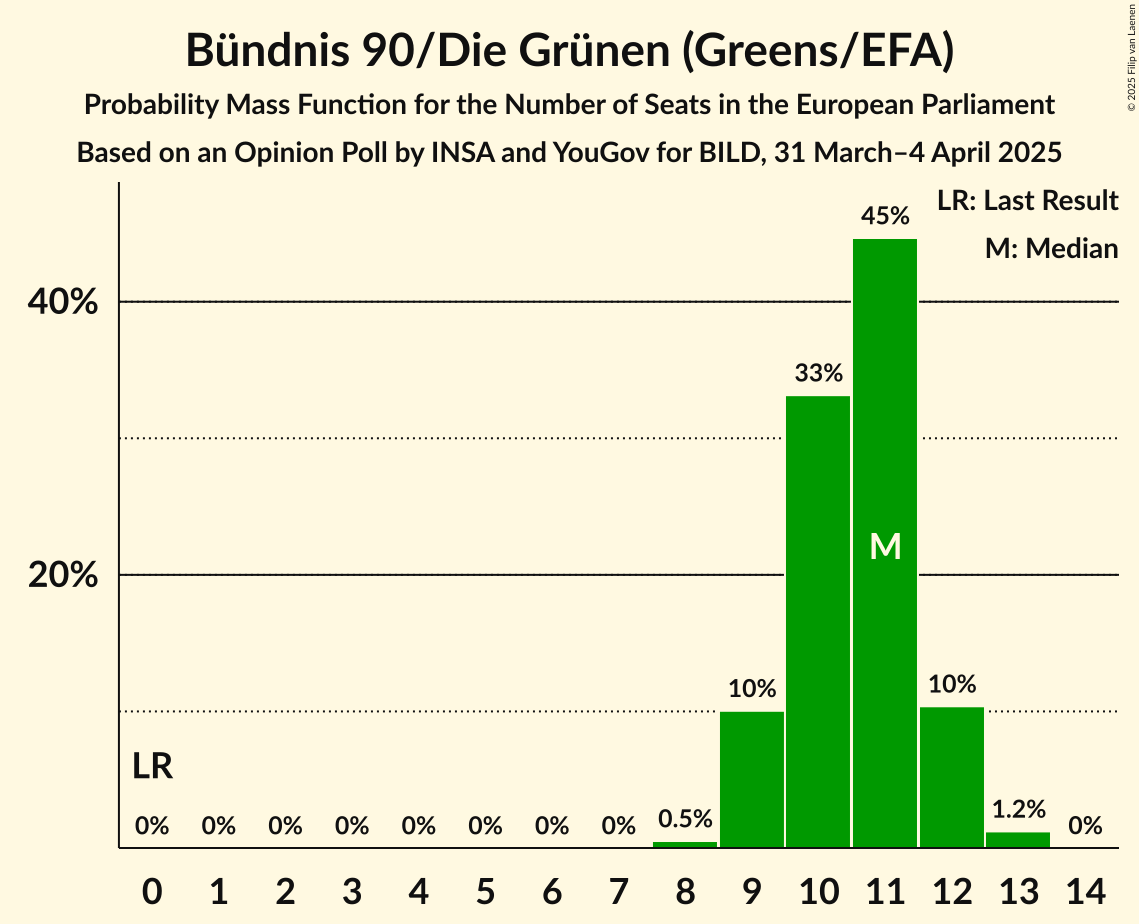 Bündnis 90/Die Grünen (Greens/EFA)
Probability Mass Function for the Number of Seats in the European Parliament
Based on an Opinion Poll by INSA and YouGov for BILD, 31 March–4 April 2025
© 2025 Filip van Laenen
LR: Last Result
M: Median
45%
40%
33%
M
20%
10%
10%
LR
0%
0%
0%
0%
0%
0%
0%
0%
0.5%
1.2%
0%
0 1 2 3 4 5 6 7 8 9 10 11 12 13 14